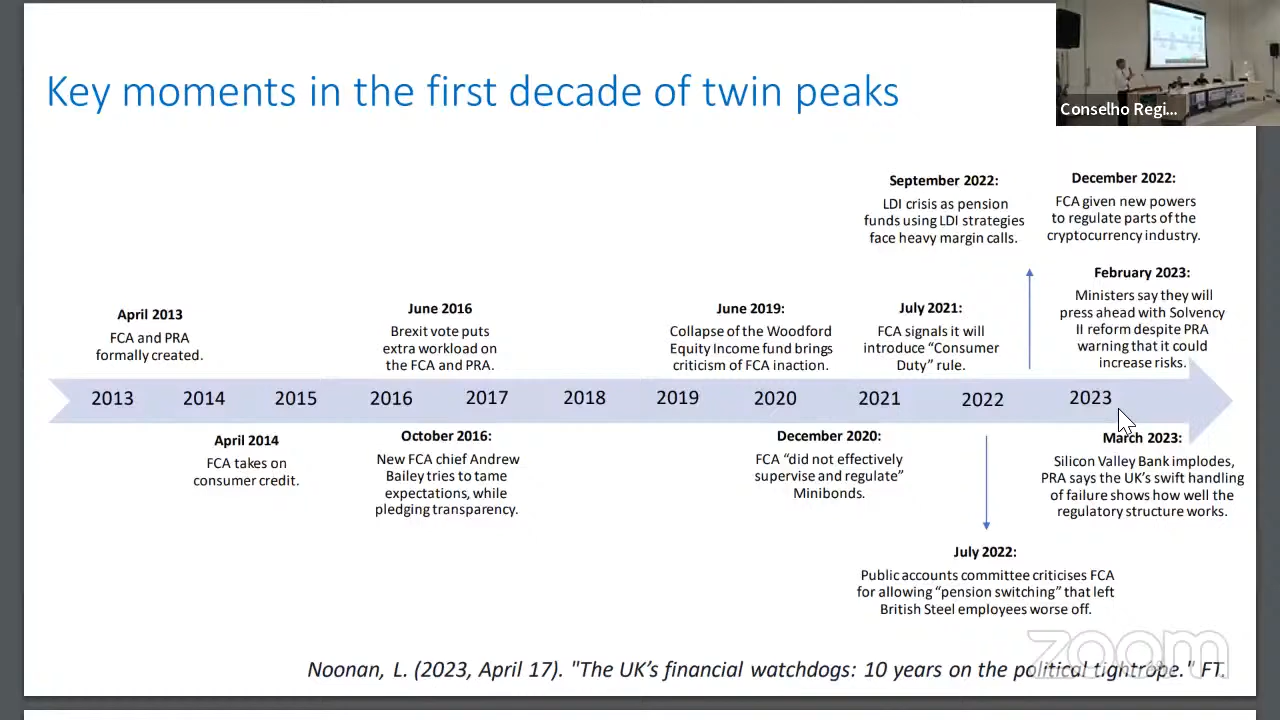 Key moments in the first decade of twin peaks
Conselho Regi...
September 2022:
LDI crisis as pension
funds using LDI strategies
face heavy margin calls.
December 2022:
FCA given new powers
to regulate parts of the
cryptocurrency industry.
February 2023:
Ministers say they will
press ahead with Solvency
II reform despite PRA
warning that it could
increase risks.
April 2013
FCA and PRA
formally created.
June 2016
Brexit vote puts
extra workload on
the FCA and PRA.
June 2019:
Collapse of the Woodford
Equity Income fund brings
criticism of FCA inaction.
July 2021:
FCA signals it will
introduce “Consumer
Duty” rule.
2013 2014 2015 2016 2017 2018 2019 2020 2021 2022 2023
April 2014
FCA takes on
consumer credit.
October 2016:
New FCA chief Andrew
Bailey tries to tame
expectations, while
pledging transparency.
December 2020:
FCA “did not effectively
supervise and regulate”
Minibonds.
March 2023:
Silicon Valley Bank implodes,
PRA says the UK’s swift handling
of failure shows how well the
regulatory structure works.
July 2022:
Public accounts committee criticises FCA
for allowing “pension switching” that left
British Steel employees worse off.
zoom
Noonan, L. (2023, April 17). "The UK’s financial watchdogs: 10 years on the political tightrope." FT.